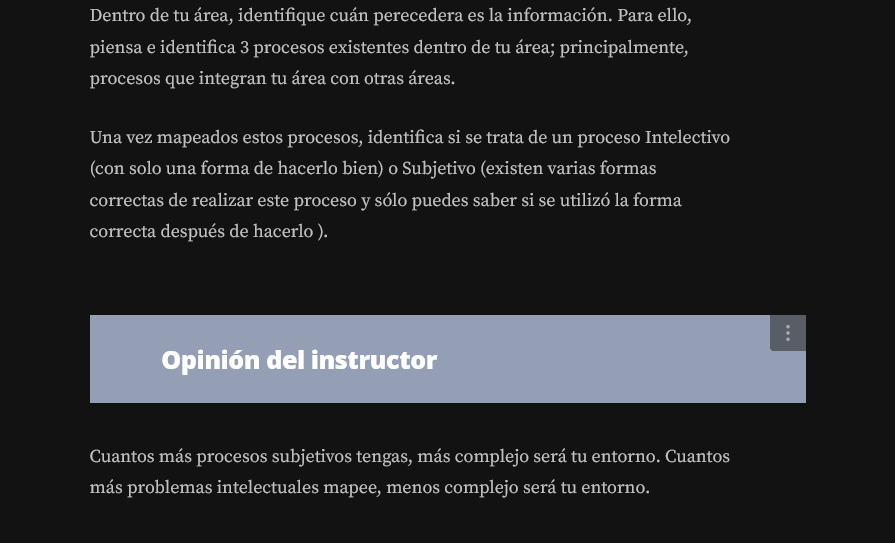 Dentro de tu área, identifique cuán perecedera es la información. Para ello,
piensa e identifica 3 procesos existentes dentro de tu área; principalmente,
procesos que integran tu área con otras áreas.
Una vez mapeados estos procesos, identifica si se trata de un proceso Intelectivo
(con solo una forma de hacerlo bien) o Subjetivo (existen varias formas
correctas de realizar este proceso y sólo puedes saber si se utilizó la forma
correcta después de hacerlo ).
Opinión del instructor
Cuantos más procesos subjetivos tengas, más complejo será tu entorno. Cuantos
más problemas intelectuales mapee, menos complejo será tu entorno.